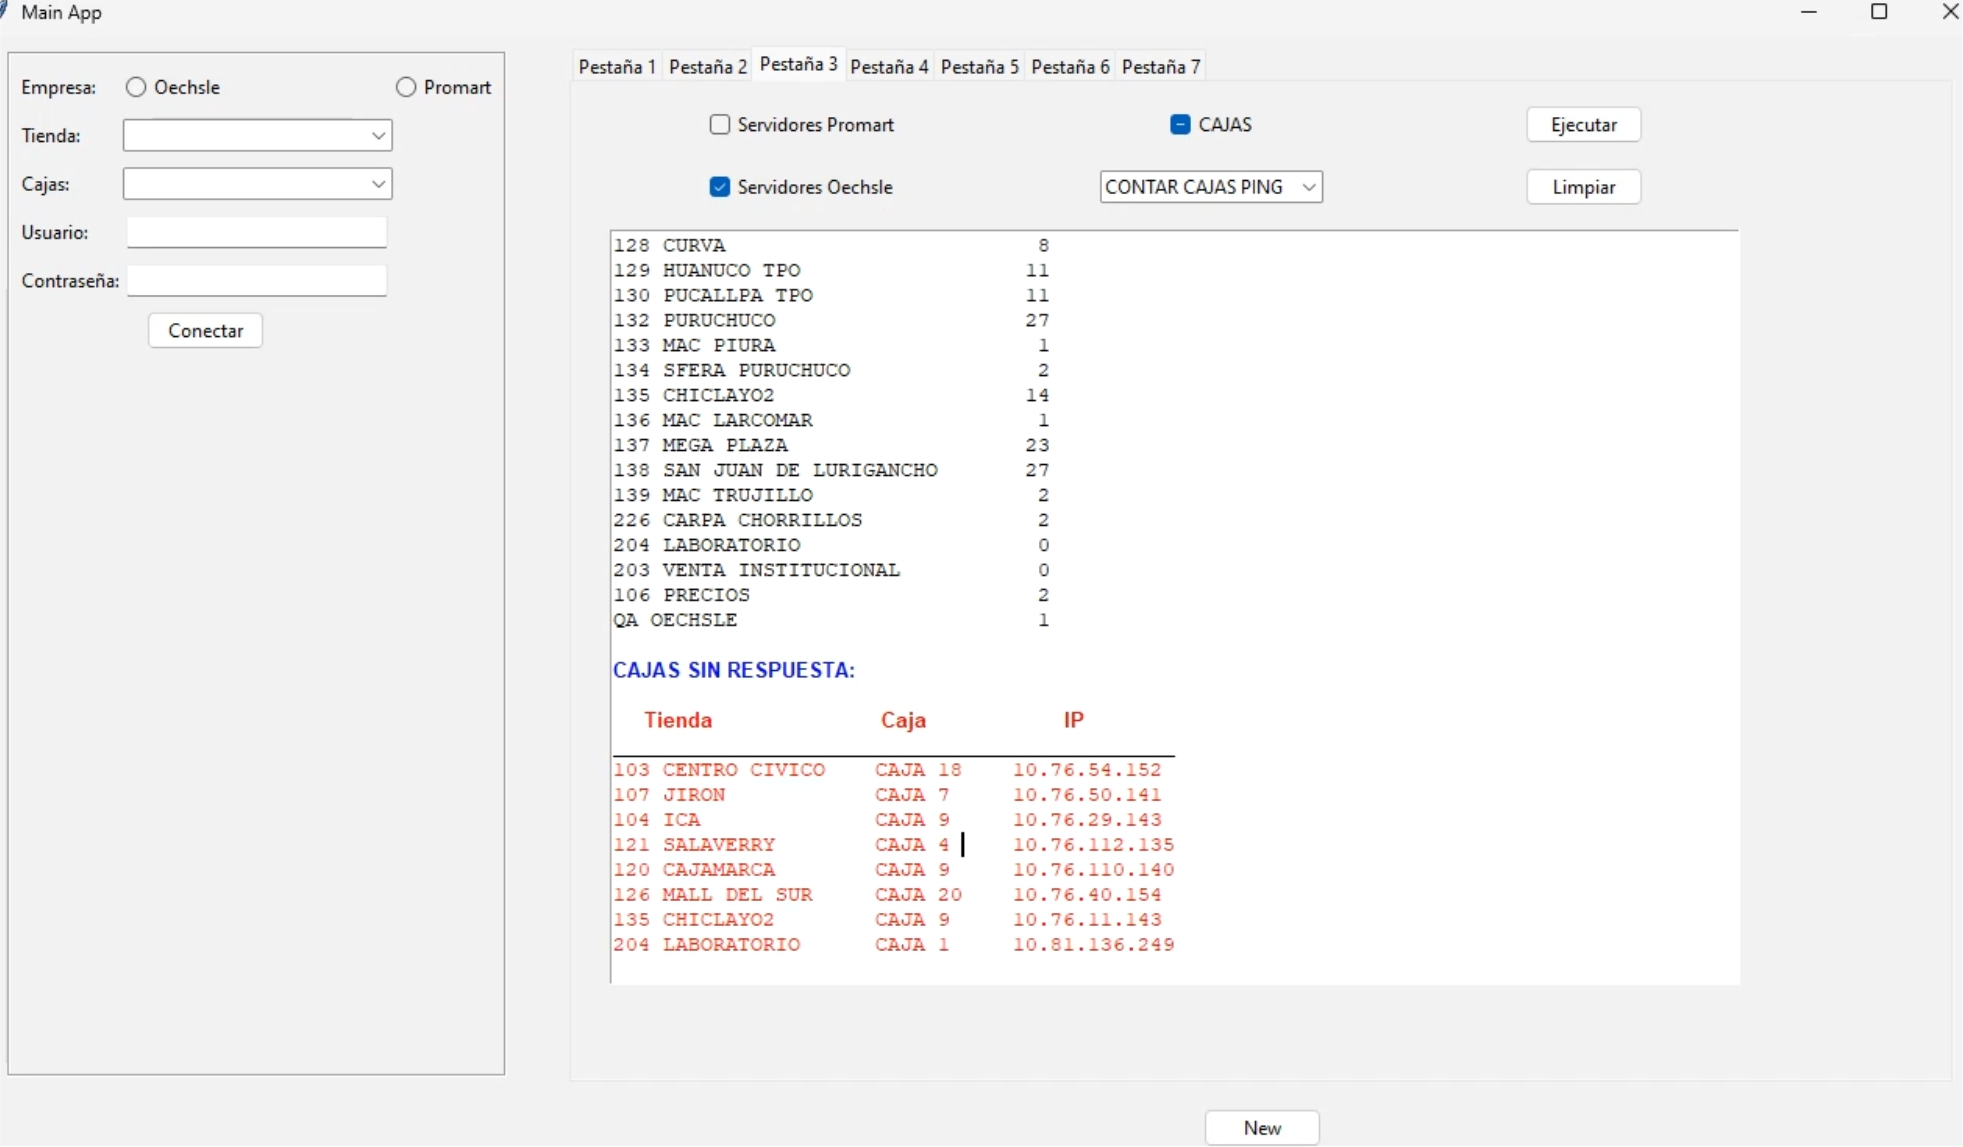 Main App
Empresa: Oechsle Promart
Tienda:
Cajas:
Usuario:
Contraseña:
Conectar
Pestaña 1 Pestaña 2 Pestaña 3 Pestaña 4 Pestaña 5 Pestaña 6 Pestaña 7
Servidores Promart CAJAS Ejecutar
Servidores Oechsle CONTAR CAJAS PING Limpiar
128 CURVA 8
129 HUANUCO TPO 11
130 PUCALLPA TPO 11
132 PURUCHUCO 27
133 MAC PIURA 1
134 SFERA PURUCHUCO 2
135 CHICLAYO2 14
136 MAC LARCOMAR 1
137 MEGA PLAZA 23
138 SAN JUAN DE LURIGANCHO 27
139 MAC TRUJILLO 2
226 CARPA CHORRILLOS 2
204 LABORATORIO 0
203 VENTA INSTITUCIONAL 0
106 PRECIOS 2
QA OECHSLE 1
CAJAS SIN RESPUESTA:
Tienda Caja IP
103 CENTRO CIVICO CAJA 18 10.76.54.152
107 JIRON CAJA 7 10.76.50.141
104 ICA CAJA 9 10.76.29.143
121 SALAVERRY CAJA 4 10.76.112.135
120 CAJAMARCA CAJA 9 10.76.110.140
126 MALL DEL SUR CAJA 20 10.76.40.154
135 CHICLAYO2 CAJA 9 10.76.11.143
204 LABORATORIO CAJA 1 10.81.136.249
New